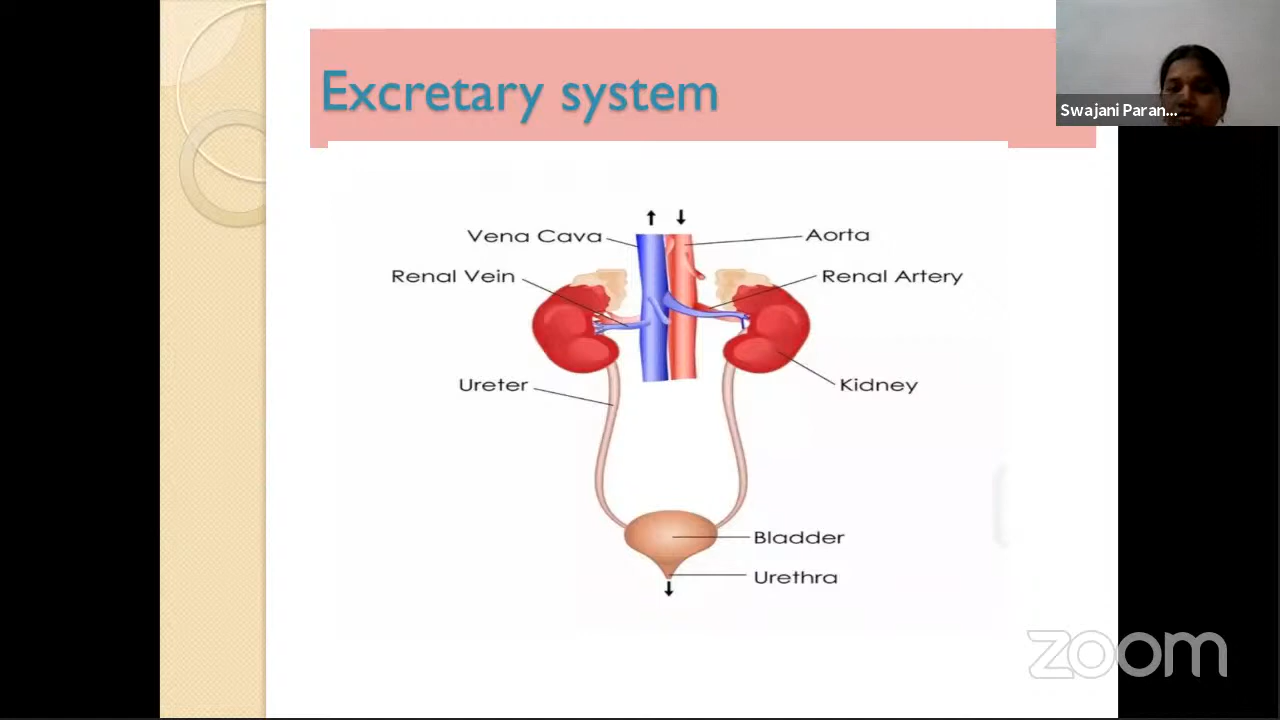 Excretary system
Swajani Paran...
Vena Cava
Aorta
Renal Vein
Renal Artery
Ureter
Kidney
Bladder
Urethra
zoom